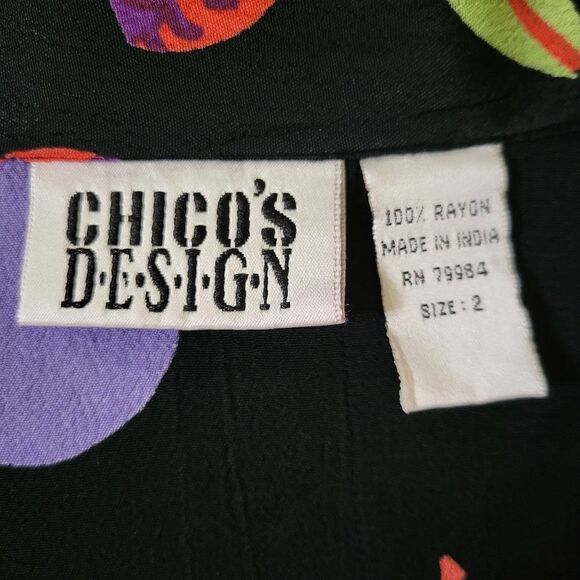 CHICO'S
D·E·S·I·G·N
100% RAYON
MADE IN INDIA
RN 79984
SIZE: 2